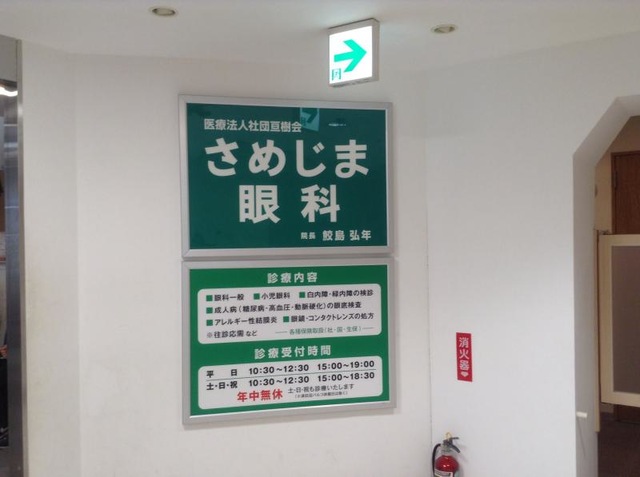 医療法人社団亘樹会
さめじま
眼科
院長 鮫島 弘年
診療内容
■眼科一般 ■小児眼科 ■白内障・緑内障の検診
■成人病(糖尿病・高血圧・動脈硬化)の眼底検査
■アレルギー性結膜炎 ■眼鏡・コンタクトレンズの処方
※往診応需など 各種保険取扱(社・国・生保)
診療受付時間
平 日 10:30〜12:30 15:00〜19:00
土・日・祝 10:30〜12:30 15:00〜18:30
年中無休 土・日・祝も診療いたします
消火器